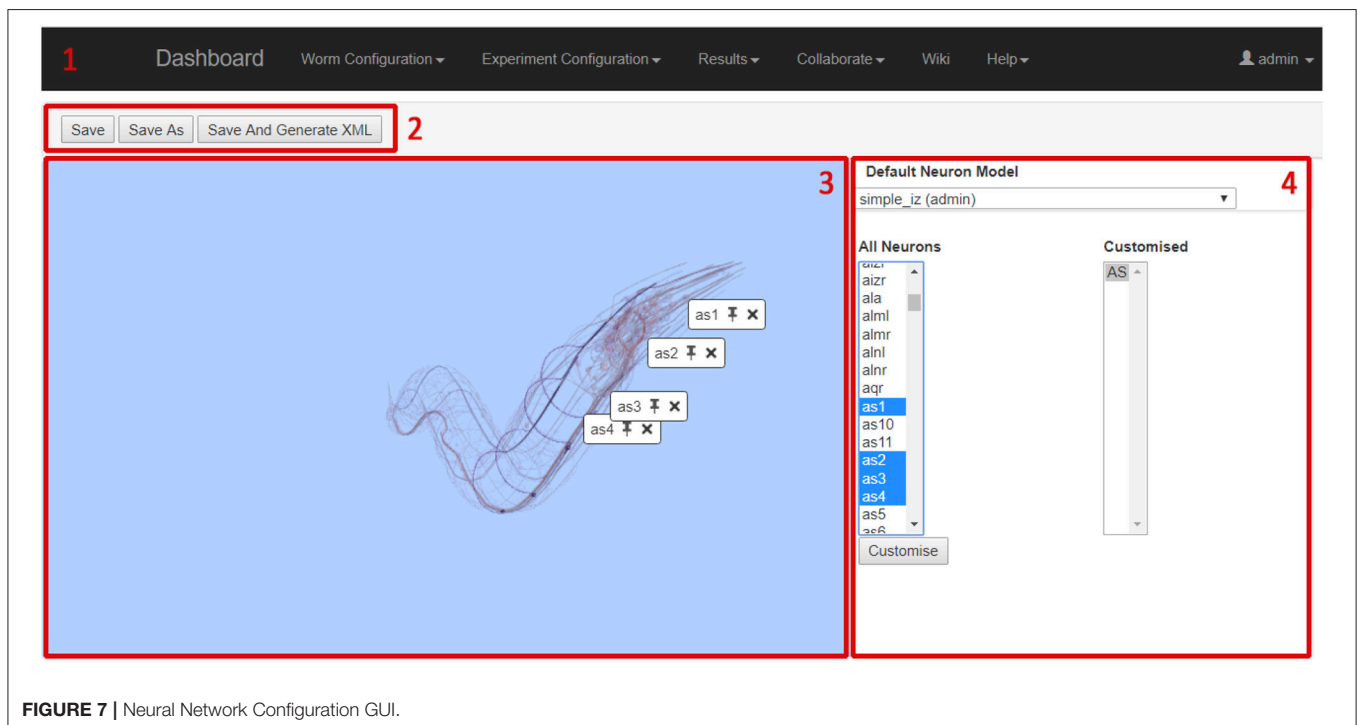 1 Dashboard Worm Configuration Experiment Configuration Results Collaborate Wiki Help admin
Save Save As Save And Generate XML 2
3
4
Default Neuron Model
simple_iz (admin)
All Neurons
Customised
aizr
ala
alml
almr
alnl
alnr
aqr
as1
as10
as11
as2
as3
as4
as5
as6
AS
Customise
as1
as2
as3
as4
FIGURE 7 | Neural Network Configuration GUI.